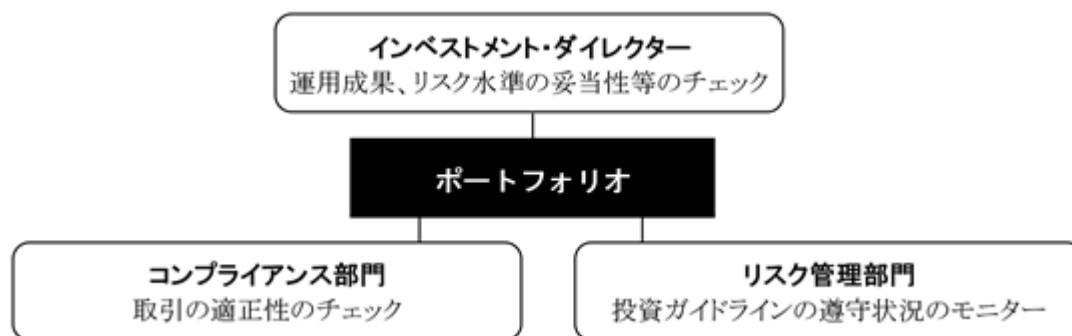 インベストメント・ダイレクター
運用成果、リスク水準の妥当性等のチェック
ポートフォリオ
コンプライアンス部門
取引の適正性のチェック
リスク管理部門
投資ガイドラインの遵守状況のモニター